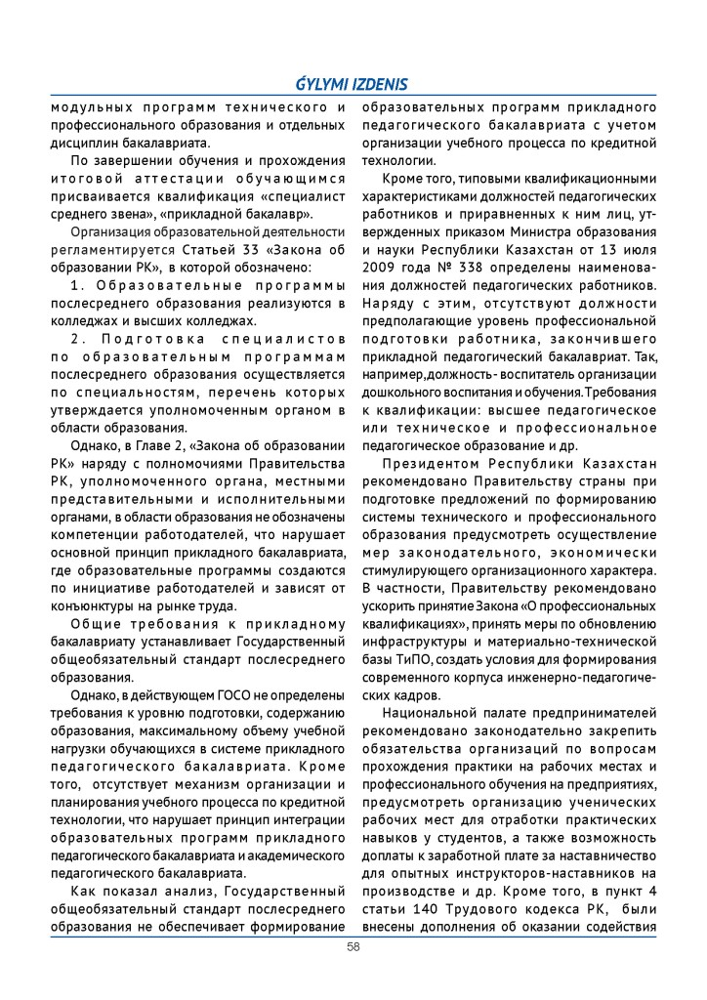 ǴYLYMI IZDENIS
модульных программ технического и
профессионального образования и отдельных
дисциплин бакалавриата.
По завершении обучения и прохождения
итоговой аттестации обучающимся
присваивается квалификация «специалист
среднего звена», «прикладной бакалавр».
Организация образовательной деятельности
регламентируется Статьей 33 «Закона об
образовании РК», в которой обозначено:
1. Образовательные программы
послесреднего образования реализуются в
колледжах и высших колледжах.
2. Подготовка специалистов
по образовательным программам
послесреднего образования осуществляется
по специальностям, перечень которых
утверждается уполномоченным органом в
области образования.
Однако, в Главе 2, «Закона об образовании
РК» наряду с полномочиями Правительства
РК, уполномоченного органа, местными
представительными и исполнительными
органами, в области образования не обозначены
компетенции работодателей, что нарушает
основной принцип прикладного бакалавриата,
где образовательные программы создаются
по инициативе работодателей и зависят от
конъюнктуры на рынке труда.
Общие требования к прикладному
бакалавриату устанавливает Государственный
общеобязательный стандарт послесреднего
образования.
Однако, в действующем ГОСО не определены
требования к уровню подготовки, содержанию
образования, максимальному объему учебной
нагрузки обучающихся в системе прикладного
педагогического бакалавриата. Кроме
того, отсутствует механизм организации и
планирования учебного процесса по кредитной
технологии, что нарушает принцип интеграции
образовательных программ прикладного
педагогического бакалавриата и академического
педагогического бакалавриата.
Как показал анализ, Государственный
общеобязательный стандарт послесреднего
образования не обеспечивает формирование
образовательных программ прикладного
педагогического бакалавриата с учетом
организации учебного процесса по кредитной
технологии.
Кроме того, типовыми квалификационными
характеристиками должностей педагогических
работников и приравненных к ним лиц, ут-
вержденных приказом Министра образования
и науки Республики Казахстан от 13 июля
2009 года № 338 определены наименова-
ния должностей педагогических работников.
Наряду с этим, отсутствуют должности
предполагающие уровень профессиональной
подготовки работника, закончившего
прикладной педагогический бакалавриат. Так,
например,должность- воспитатель организации
дошкольного воспитания и обучения.Требования
к квалификации: высшее педагогическое
или техническое и профессиональное
педагогическое образование и др.
Президентом Республики Казахстан
рекомендовано Правительству страны при
подготовке предложений по формированию
системы технического и профессионального
образования предусмотреть осуществление
мер законодательного, экономически
стимулирующего организационного характера.
В частности, Правительству рекомендовано
ускорить принятие Закона «О профессиональных
квалификациях», принять меры по обновлению
инфраструктуры и материально-технической
базы ТиПО, создать условия для формирования
современного корпуса инженерно-педагогиче-
ских кадров.
Национальной палате предпринимателей
рекомендовано законодательно закрепить
обязательства организаций по вопросам
прохождения практики на рабочих местах и
профессионального обучения на предприятиях,
предусмотреть организацию ученических
рабочих мест для отработки практических
навыков у студентов, а также возможность
доплаты к заработной плате за наставничество
для опытных инструкторов-наставников на
производстве и др. Кроме того, в пункт 4
статьи 140 Трудового кодекса РК, были
внесены дополнения об оказании содействия
58